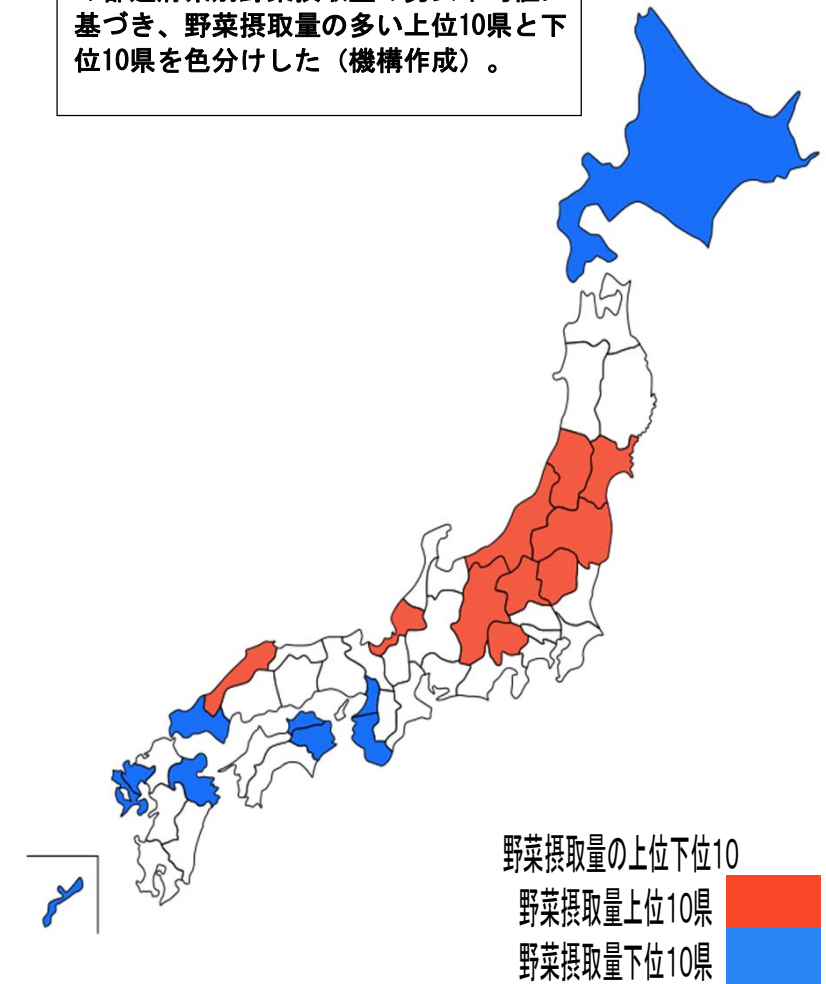 基づき、野菜摂取量の多い上位10県と下
位10県を色分けした（機構作成）。
野菜摂取量の上位下位10
野菜摂取量上位10県
野菜摂取量下位10県